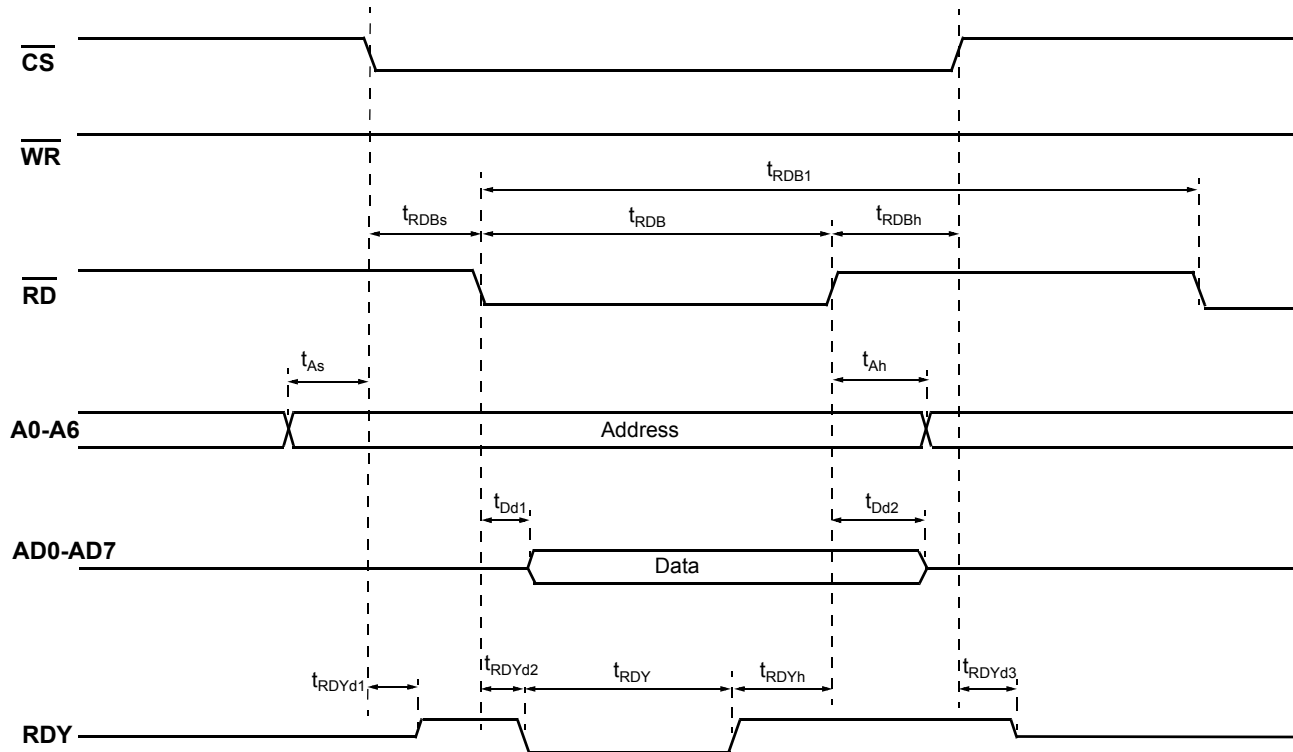 CS
WR
tRDB1
tRDBs tRDB tRDBh
RD
tAs tAh
A0-A6 Address
tDd1 tDd2
AD0-AD7 Data
tRDYd1 tRDYd2 tRDY tRDYh tRDYd3
RDY